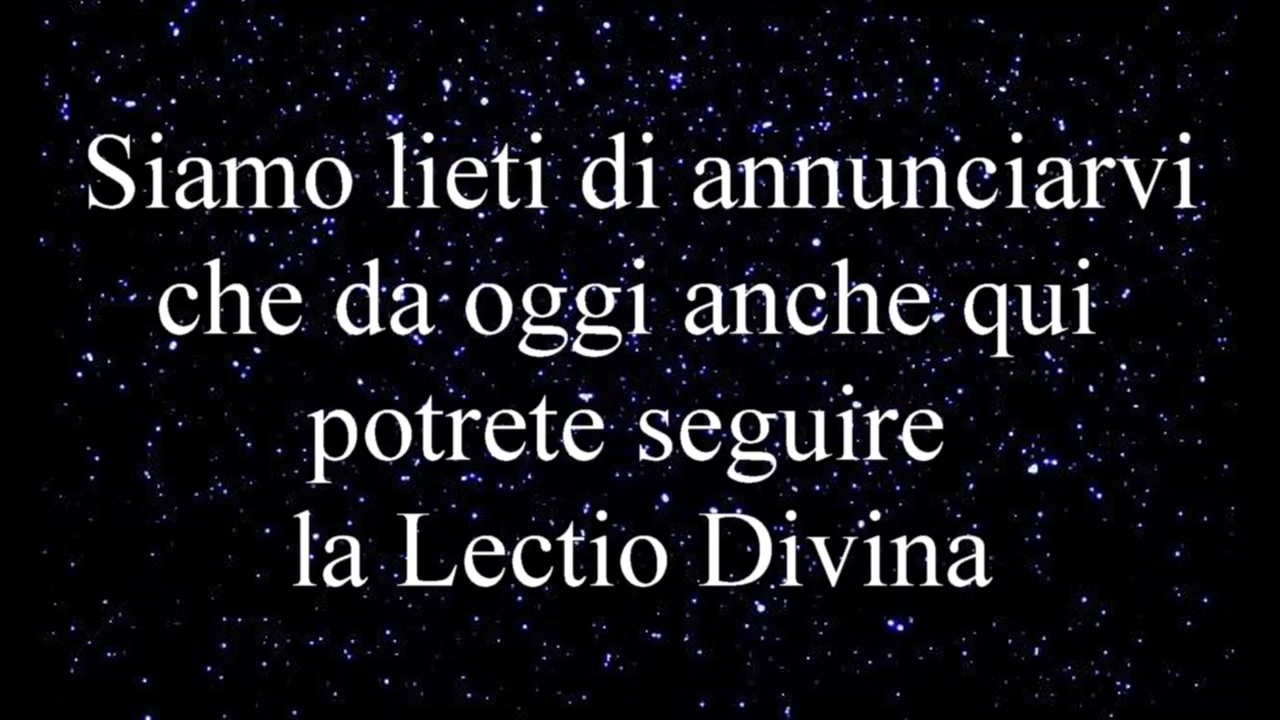 Siamo lieti di annunciarvi
che da oggi anche qui
potrete seguire
la Lectio Divina